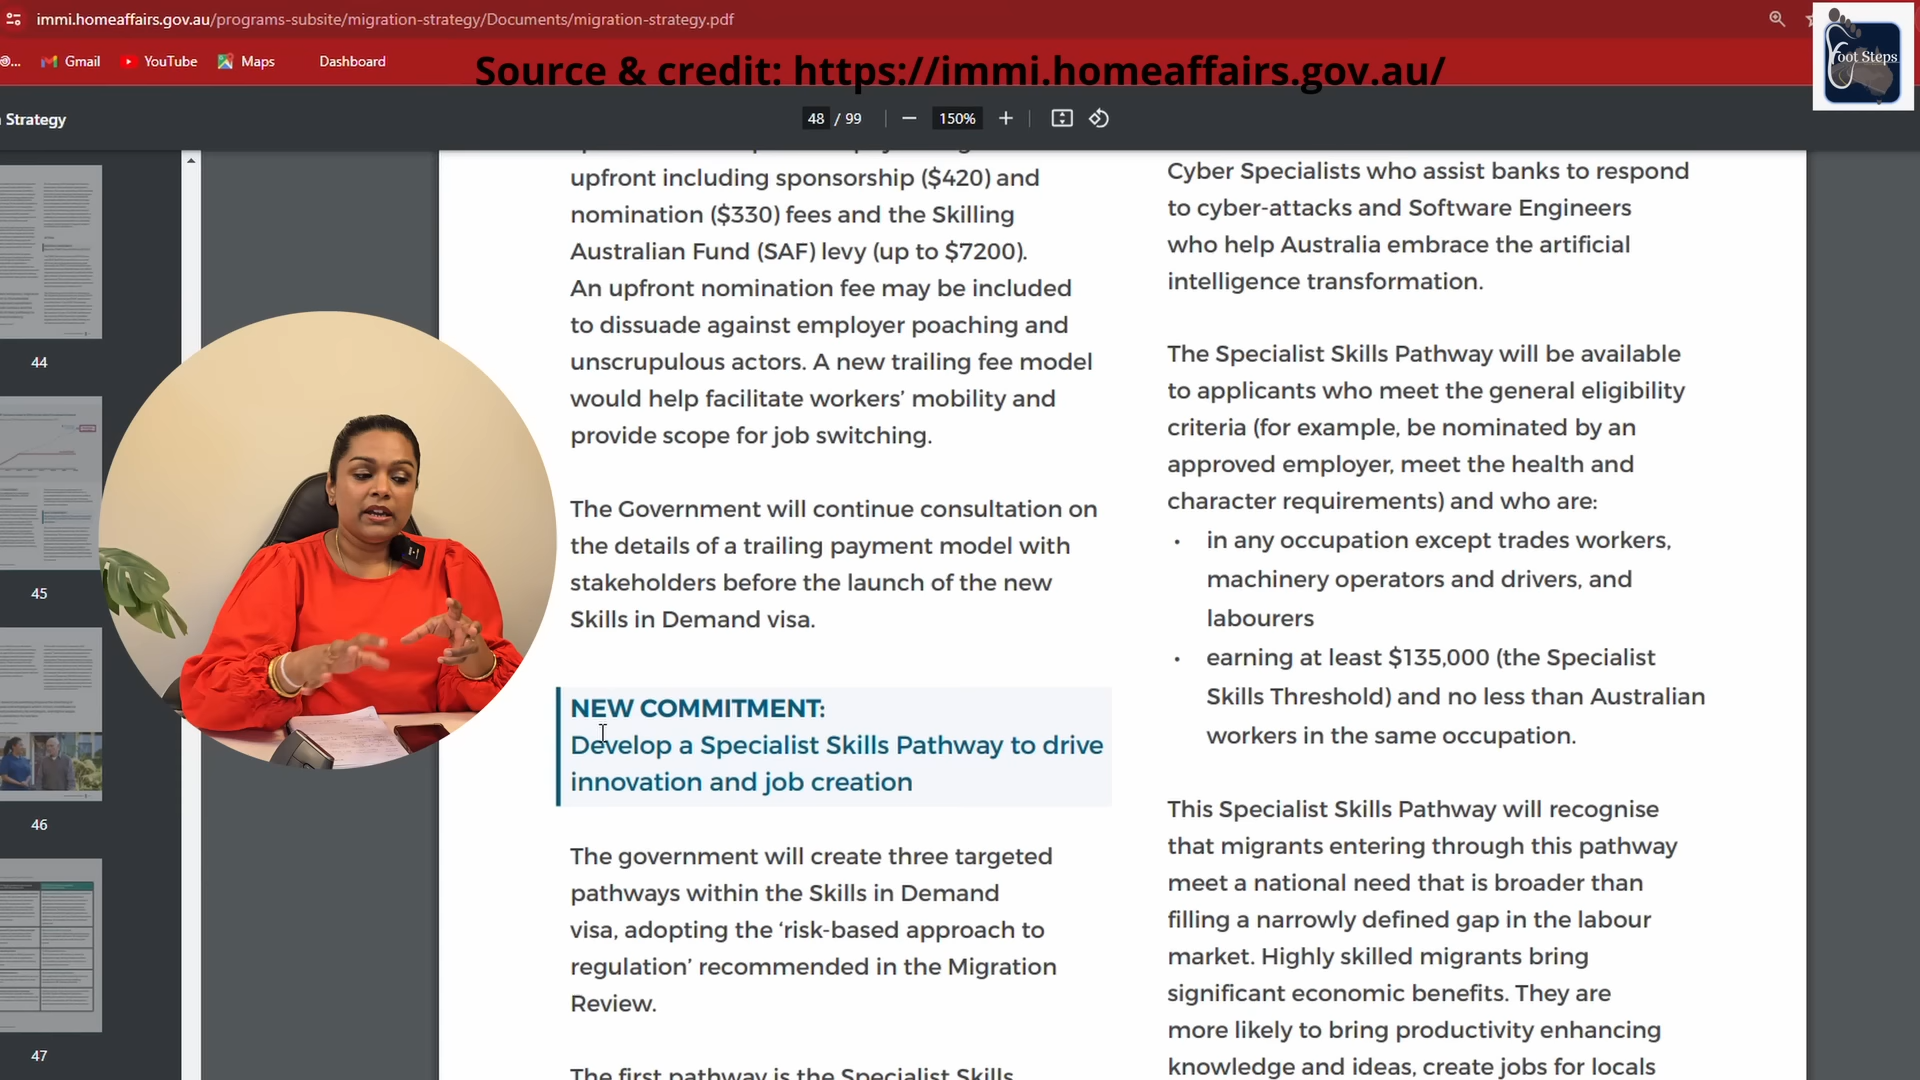 immi.homeaffairs.gov.au/programs-subsite/migration-strategy/Documents/migration-strategy.pdf
Gmail
YouTube
Maps
Dashboard
Source & credit: https://immi.homeaffairs.gov.au/
Foot Steps
Strategy
48 / 99
150%
44
45
46
47
upfront including sponsorship ($420) and
nomination ($330) fees and the Skilling
Australian Fund (SAF) levy (up to $7200).
An upfront nomination fee may be included
to dissuade against employer poaching and
unscrupulous actors. A new trailing fee model
would help facilitate workers’ mobility and
provide scope for job switching.
The Government will continue consultation on
the details of a trailing payment model with
stakeholders before the launch of the new
Skills in Demand visa.
NEW COMMITMENT:
Develop a Specialist Skills Pathway to drive
innovation and job creation
The government will create three targeted
pathways within the Skills in Demand
visa, adopting the ‘risk-based approach to
regulation’ recommended in the Migration
Review.
The first pathway is the Specialist Skills
Cyber Specialists who assist banks to respond
to cyber-attacks and Software Engineers
who help Australia embrace the artificial
intelligence transformation.
The Specialist Skills Pathway will be available
to applicants who meet the general eligibility
criteria (for example, be nominated by an
approved employer, meet the health and
character requirements) and who are:
• in any occupation except trades workers,
machinery operators and drivers, and
labourers
• earning at least $135,000 (the Specialist
Skills Threshold) and no less than Australian
workers in the same occupation.
This Specialist Skills Pathway will recognise
that migrants entering through this pathway
meet a national need that is broader than
filling a narrowly defined gap in the labour
market. Highly skilled migrants bring
significant economic benefits. They are
more likely to bring productivity enhancing
knowledge and ideas, create jobs for locals